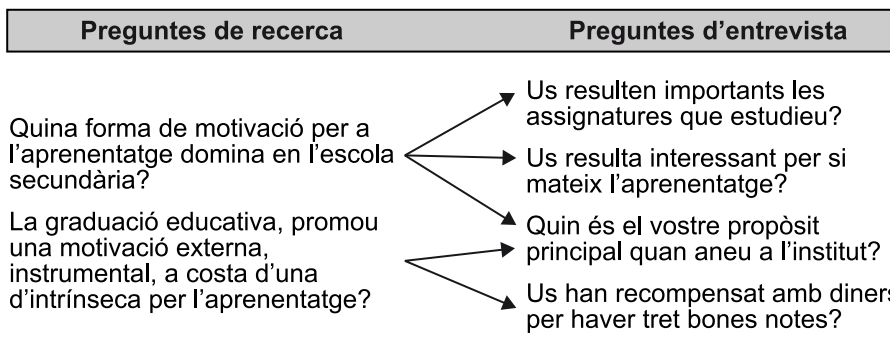 Preguntes de recerca
Preguntes d'entrevista
Quina forma de motivació per a
l'aprenentatge domina en l'escola
secundària?
La graduació educativa, promou
una motivació externa,
instrumental, a costa d'una
d'intrínseca per l'aprenentatge?
Us resulten importants les
assignatures que estudieu?
Us resulta interessant per si
mateix l'aprenentatge?
Quin és el vostre propòsit
principal quan aneu a l'institut?
Us han recompensat amb diners
per haver tret bones notes?